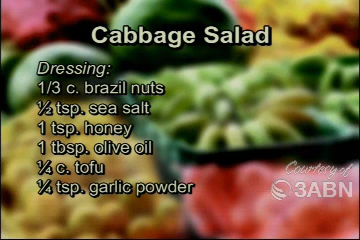 Cabbage Salad
Dressing:
1/3 c. brazil nuts
½ tsp. sea salt
1 tsp. honey
1 tbsp. olive oil
¼ c. tofu
¼ tsp. garlic powder
Courtesy of
3ABN